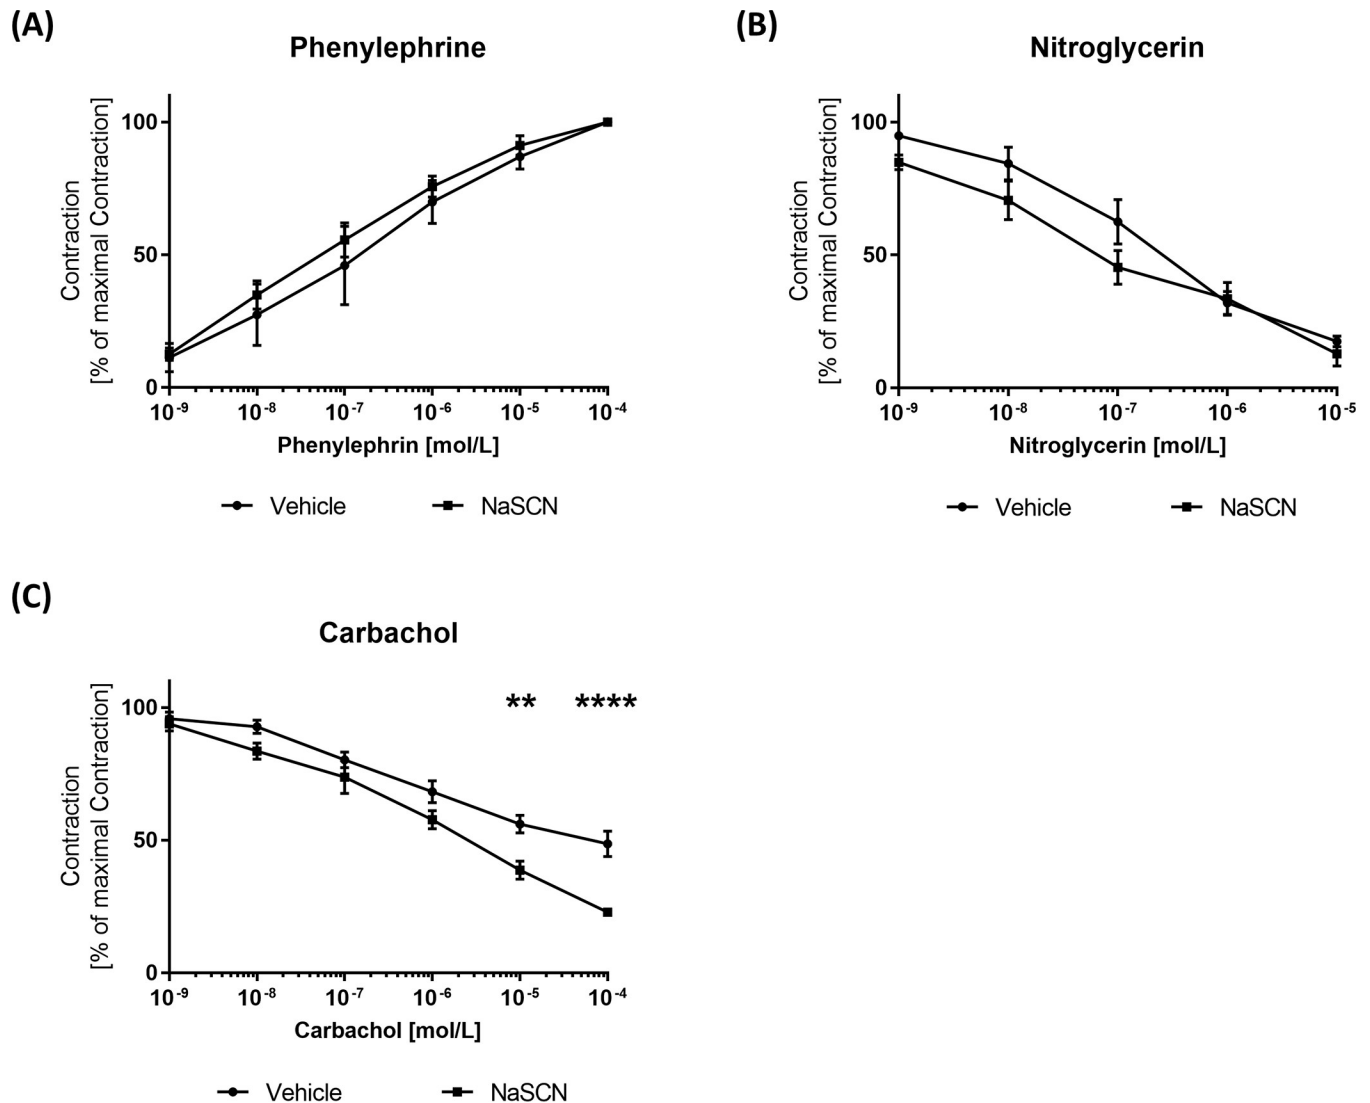 (A)
Phenylephrine
Contraction
[% of maximal Contraction]
100
50
0
10-9 10-8 10-7 10-6 10-5 10-4
Phenylephrin [mol/L]
Vehicle NaSCN
(B)
Nitroglycerin
Contraction
[% of maximal Contraction]
100
50
0
10-9 10-8 10-7 10-6 10-5
Nitroglycerin [mol/L]
Vehicle NaSCN
(C)
Carbachol
Contraction
[% of maximal Contraction]
100
50
0
** ****
10-9 10-8 10-7 10-6 10-5 10-4
Carbachol [mol/L]
Vehicle NaSCN